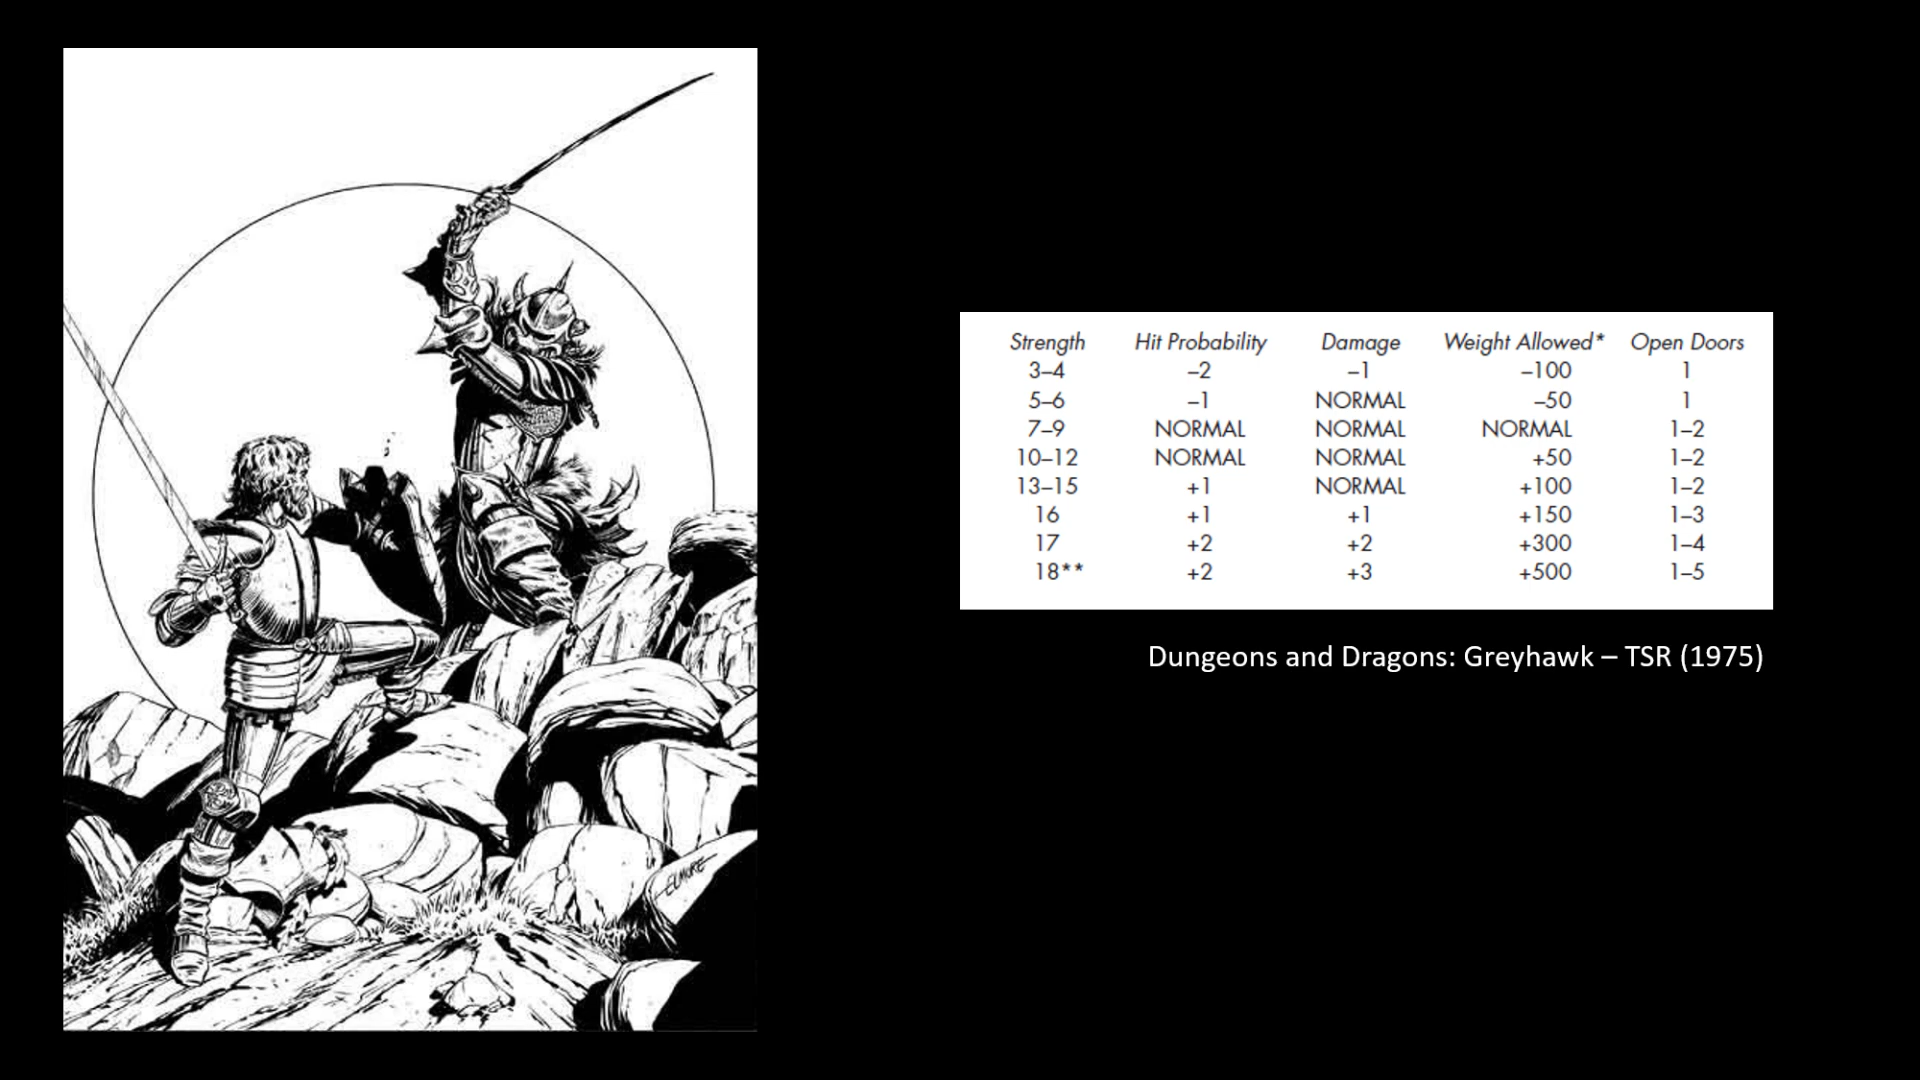 ELMORE
Strength Hit Probability Damage Weight Allowed* Open Doors
3–4 –2 –1 –100 1
5–6 –1 NORMAL –50 1
7–9 NORMAL NORMAL NORMAL 1–2
10–12 NORMAL NORMAL +50 1–2
13–15 +1 NORMAL +100 1–2
16 +1 +1 +150 1–3
17 +2 +2 +300 1–4
18** +2 +3 +500 1–5
Dungeons and Dragons: Greyhawk – TSR (1975)